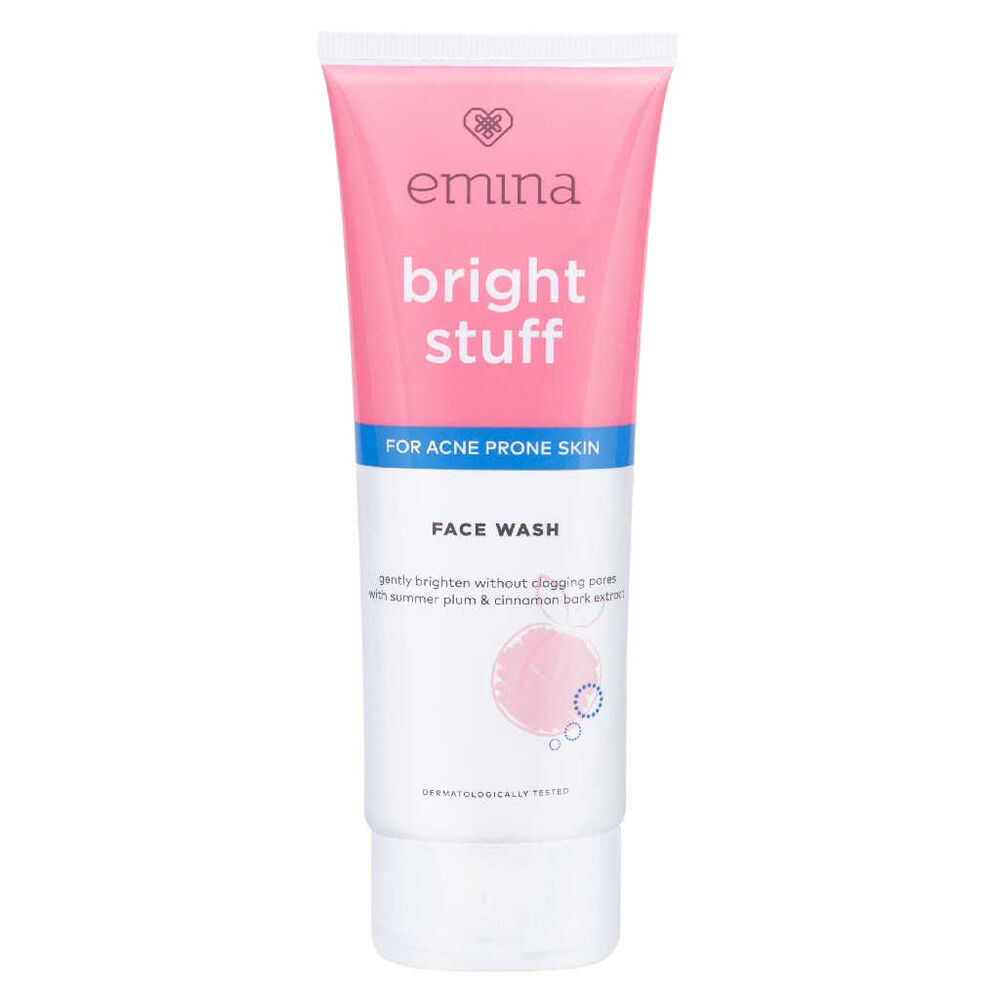 emina
bright
stuff
FOR ACNE PRONE SKIN
FACE WASH
gently brighten without clogging pores
with summer plum & cinnamon bark extract
DERMATOLOGICALLY TESTED